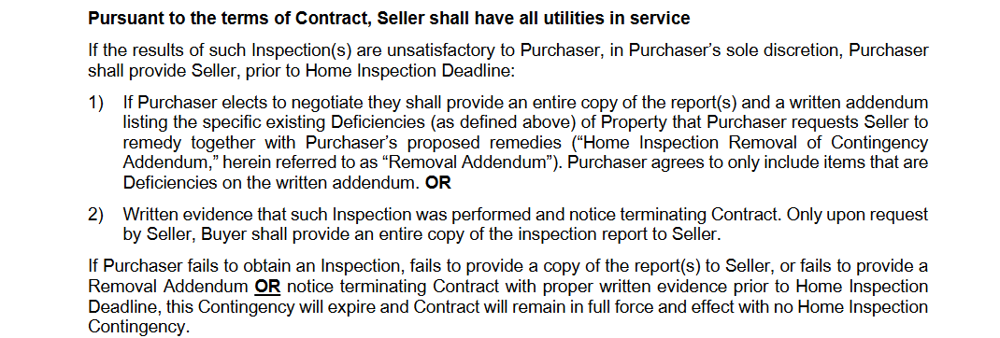 Pursuant to the terms of Contract, Seller shall have all utilities in service
If the results of such Inspection(s) are unsatisfactory to Purchaser, in Purchaser’s sole discretion, Purchaser
shall provide Seller, prior to Home Inspection Deadline:
1) If Purchaser elects to negotiate they shall provide an entire copy of the report(s) and a written addendum
listing the specific existing Deficiencies (as defined above) of Property that Purchaser requests Seller to
remedy together with Purchaser’s proposed remedies (“Home Inspection Removal of Contingency
Addendum,” herein referred to as “Removal Addendum”). Purchaser agrees to only include items that are
Deficiencies on the written addendum. OR
2) Written evidence that such Inspection was performed and notice terminating Contract. Only upon request
by Seller, Buyer shall provide an entire copy of the inspection report to Seller.
If Purchaser fails to obtain an Inspection, fails to provide a copy of the report(s) to Seller, or fails to provide a
Removal Addendum OR notice terminating Contract with proper written evidence prior to Home Inspection
Deadline, this Contingency will expire and Contract will remain in full force and effect with no Home Inspection
Contingency.